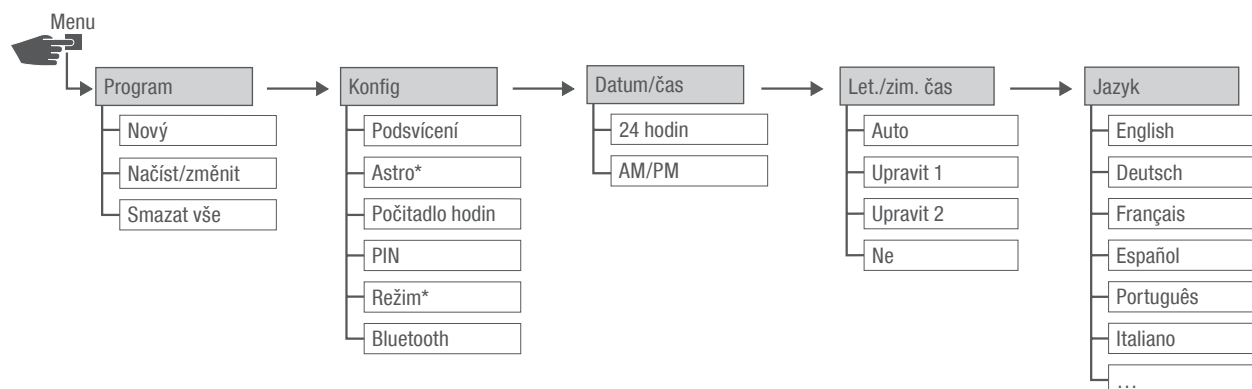 Menu
Program
Nový
Načíst/změnit
Smazat vše
Konfig
Podsvícení
Astro*
Počitadlo hodin
PIN
Režim*
Bluetooth
Datum/čas
24 hodin
AM/PM
Let./zim. čas
Auto
Upravit 1
Upravit 2
Ne
Jazyk
English
Deutsch
Français
Español
Português
Italiano
...